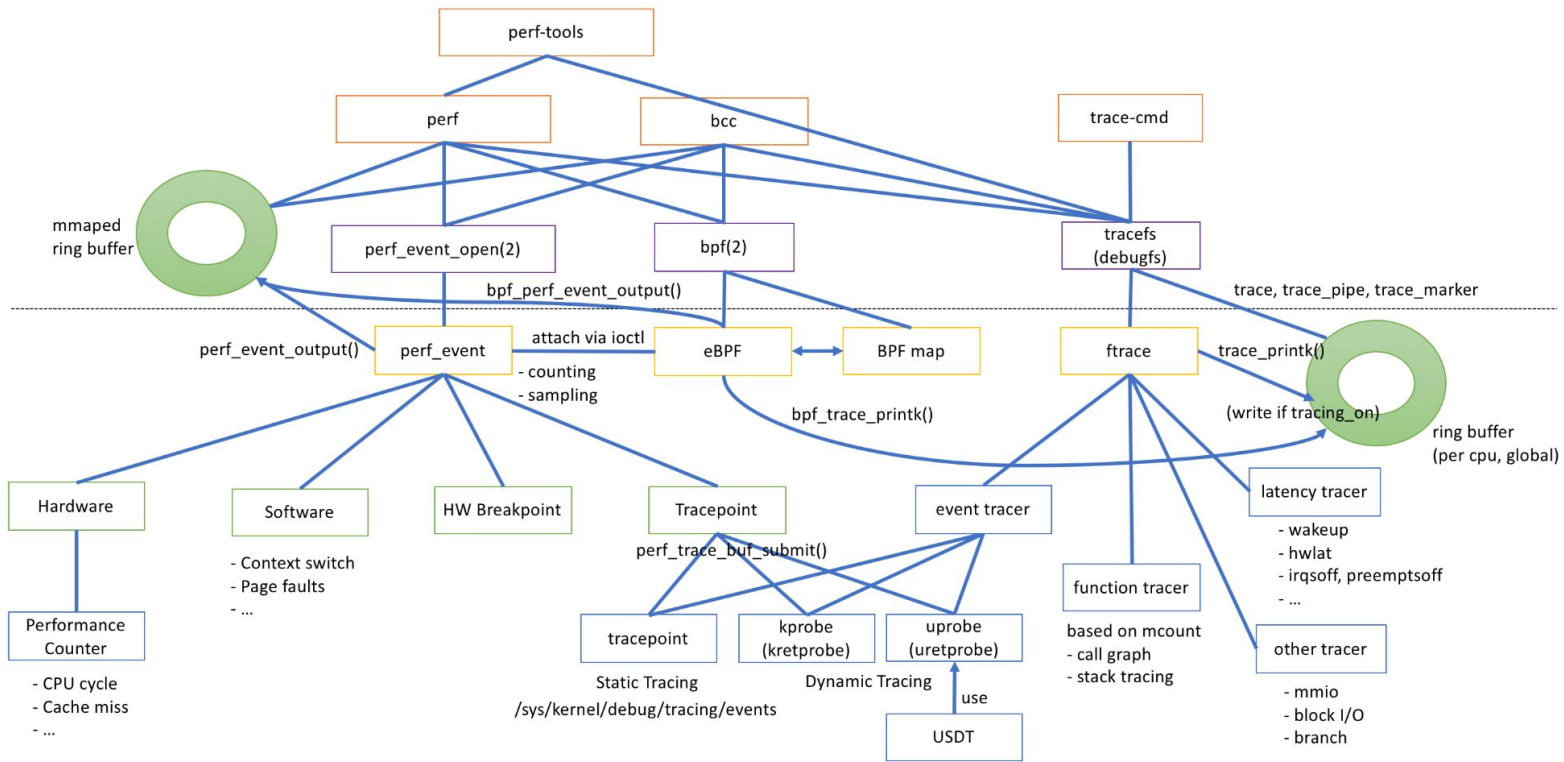 perf-tools
perf
bcc
trace-cmd
mmaped
ring buffer
perf_event_open(2)
bpf(2)
tracefs
(debugfs)
bpf_perf_event_output()
trace, trace_pipe, trace_marker
perf_event_output()
perf_event
attach via ioctl
- counting
- sampling
eBPF
BPF map
ftrace
trace_printk()
(write if tracing_on)
bpf_trace_printk()
ring buffer
(per cpu, global)
Hardware
Software
HW Breakpoint
Tracepoint
event tracer
latency tracer
- wakeup
- hwlat
- irqsoff, preemptsoff
- ...
- Context switch
- Page faults
- ...
perf_trace_buf_submit()
function tracer
based on mcount
- call graph
- stack tracing
Performance
Counter
- CPU cycle
- Cache miss
- ...
tracepoint
kprobe
(kretprobe)
uprobe
(uretprobe)
other tracer
- mmio
- block I/O
- branch
Static Tracing
/sys/kernel/debug/tracing/events
Dynamic Tracing
use
USDT